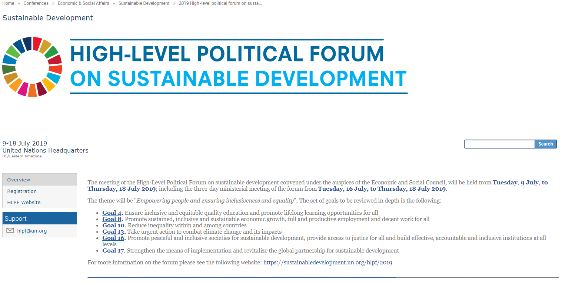 Home » Conferences » Economic & Social Affairs » Sustainable Development » 2019 High-level political forum on susta...
Sustainable Development
HIGH-LEVEL POLITICAL FORUM
ON SUSTAINABLE DEVELOPMENT
9-18 July 2019
United Nations Headquarters
Search
Overview
Registration
HLPF Website
Support
hlpf@un.org
The meeting of the High-Level Political Forum on sustainable development convened under the auspices of the Economic and Social Council, will be held from Tuesday, 9 July, to
Thursday, 18 July 2019; including the three-day ministerial meeting of the forum from Tuesday, 16 July, to Thursday, 18 July 2019.
The theme will be "Empowering people and ensuring inclusiveness and equality". The set of goals to be reviewed in depth is the following:
• Goal 4. Ensure inclusive and equitable quality education and promote lifelong learning opportunities for all
• Goal 8. Promote sustained, inclusive and sustainable economic growth, full and productive employment and decent work for all
• Goal 10. Reduce inequality within and among countries
• Goal 13. Take urgent action to combat climate change and its impacts
• Goal 16. Promote peaceful and inclusive societies for sustainable development, provide access to justice for all and build effective, accountable and inclusive institutions at all
levels
• Goal 17. Strengthen the means of implementation and revitalize the global partnership for sustainable development
For more information on the forum please see the following website: https://sustainabledevelopment.un.org/hlpf/2019